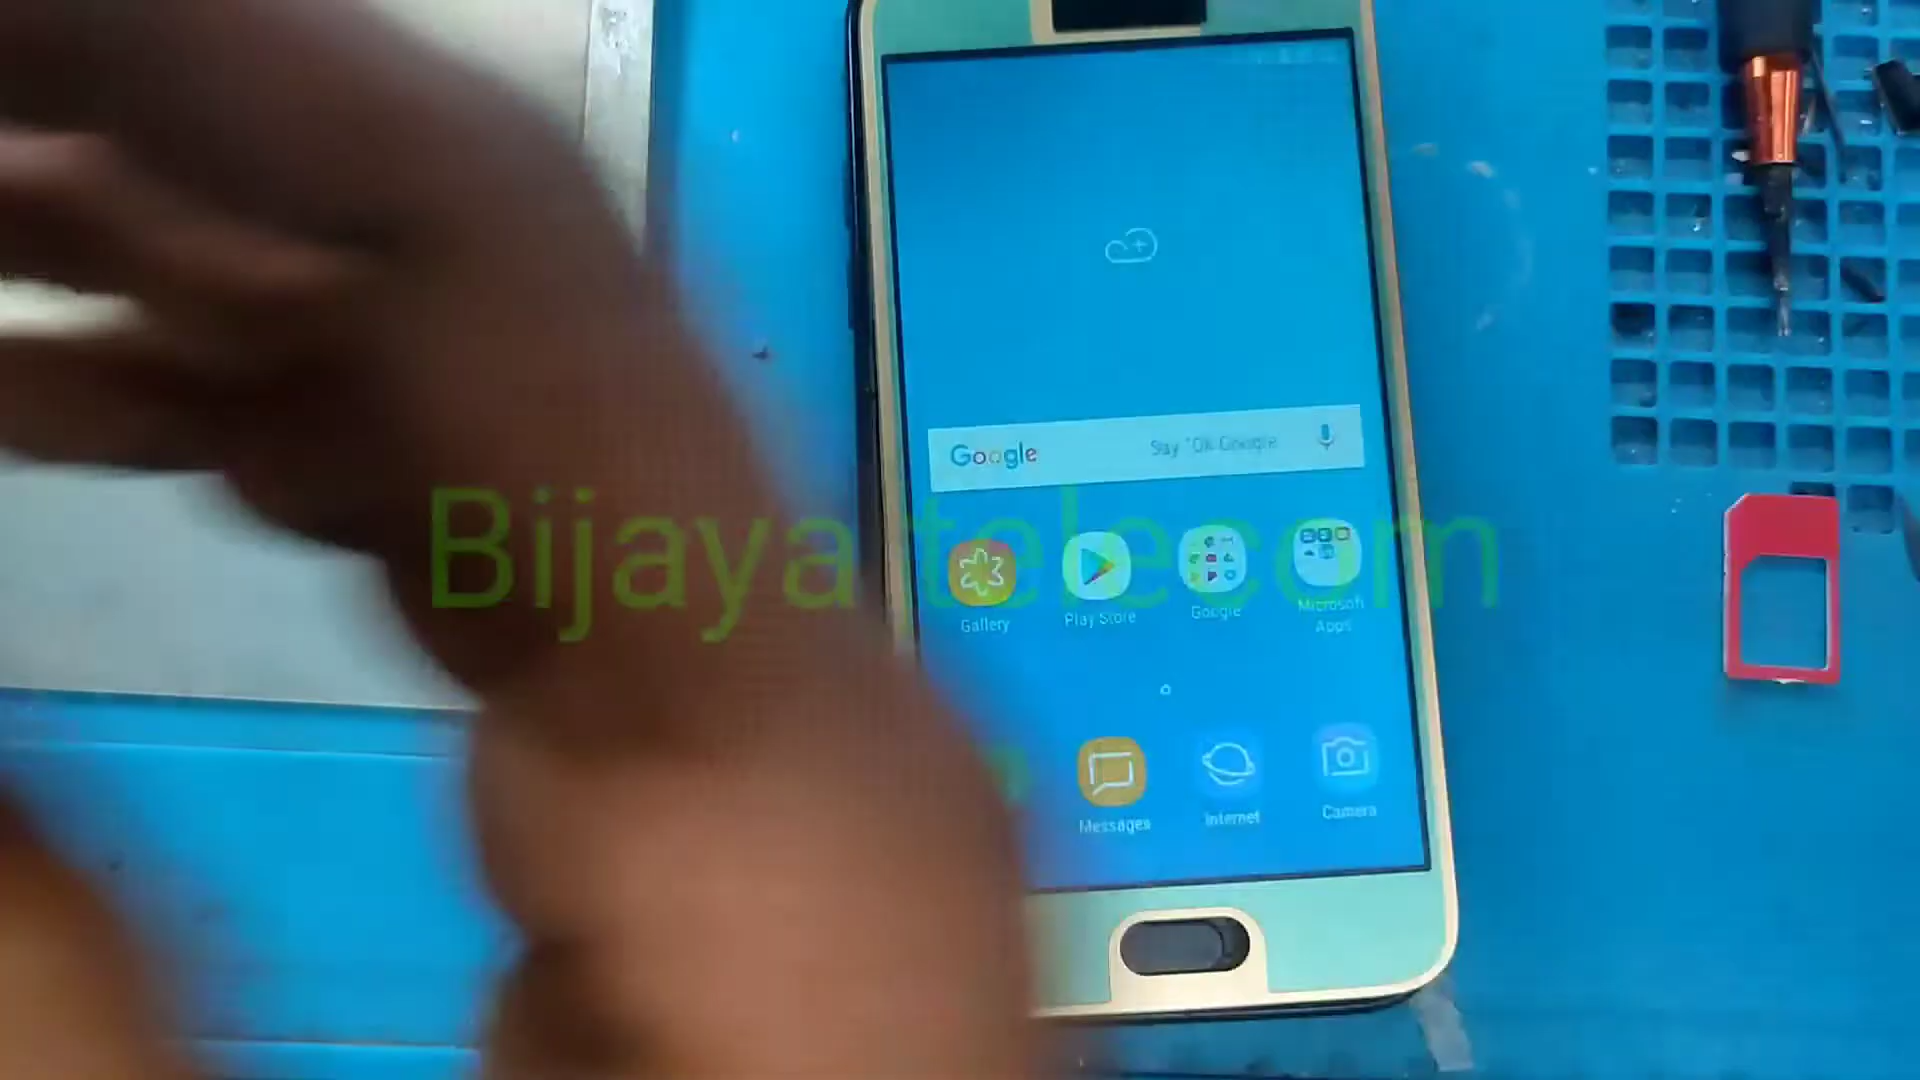 Google Say "Ok Google"
Bijaya telecom
Gallery Play Store Google Microsoft Apps
Messages Internet Camera